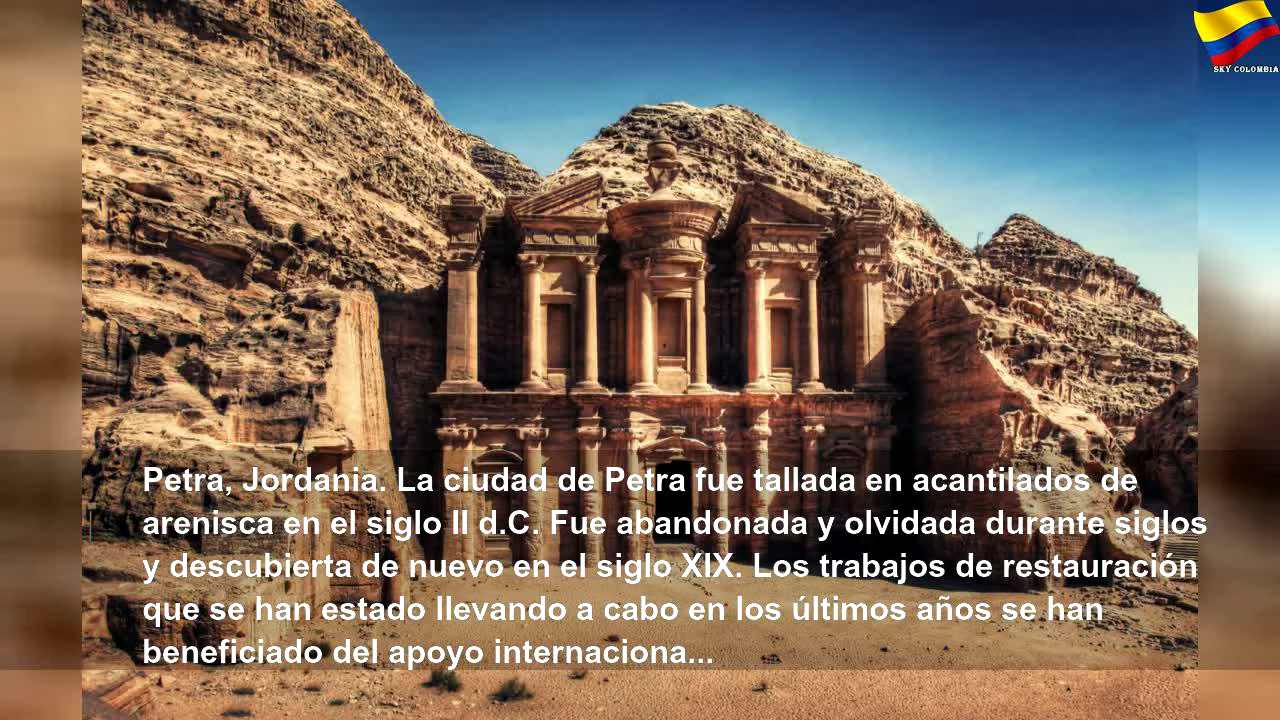 SKY COLOMBIA
Petra, Jordania. La ciudad de Petra fue tallada en acantilados de
arenisca en el siglo II d.C. Fue abandonada y olvidada durante siglos
y descubierta de nuevo en el siglo XIX. Los trabajos de restauración
que se han estado llevando a cabo en los últimos años se han
beneficiado del apoyo internaciona...